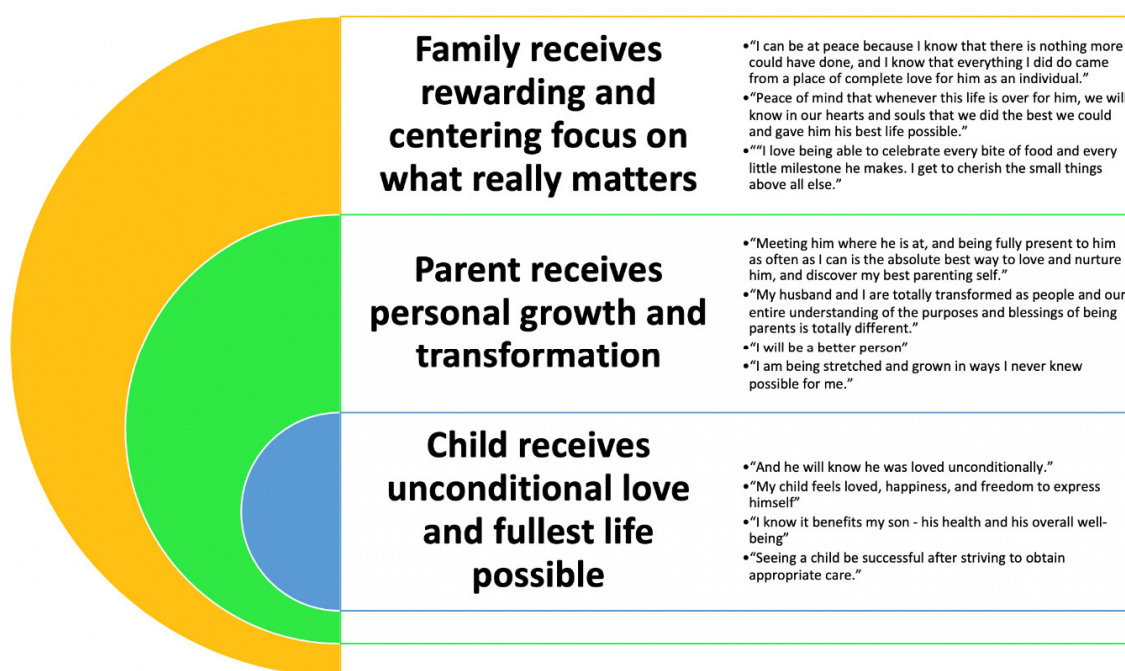 Family receives
rewarding and
centering focus on
what really matters
•“I can be at peace because I know that there is nothing more
could have done, and I know that everything I did do came
from a place of complete love for him as an individual.”
•“Peace of mind that whenever this life is over for him, we will
know in our hearts and souls that we did the best we could
and gave him his best life possible.”
•““I love being able to celebrate every bite of food and every
little milestone he makes. I get to cherish the small things
above all else.”
Parent receives
personal growth and
transformation
•“Meeting him where he is at, and being fully present to him
as often as I can is the absolute best way to love and nurture
him, and discover my best parenting self.”
•“My husband and I are totally transformed as people and our
entire understanding of the purposes and blessings of being
parents is totally different.”
•“I will be a better person”
•“I am being stretched and grown in ways I never knew
possible for me.”
Child receives
unconditional love
and fullest life
possible
•“And he will know he was loved unconditionally.”
•“My child feels loved, happiness, and freedom to express
himself”
•“I know it benefits my son - his health and his overall well-
being”
•“Seeing a child be successful after striving to obtain
appropriate care.”